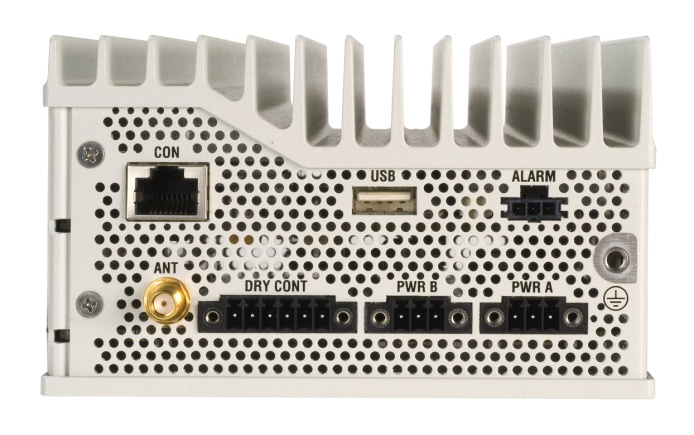 CON
USB
ALARM
ANT
DRY CONT
PWR B
PWR A